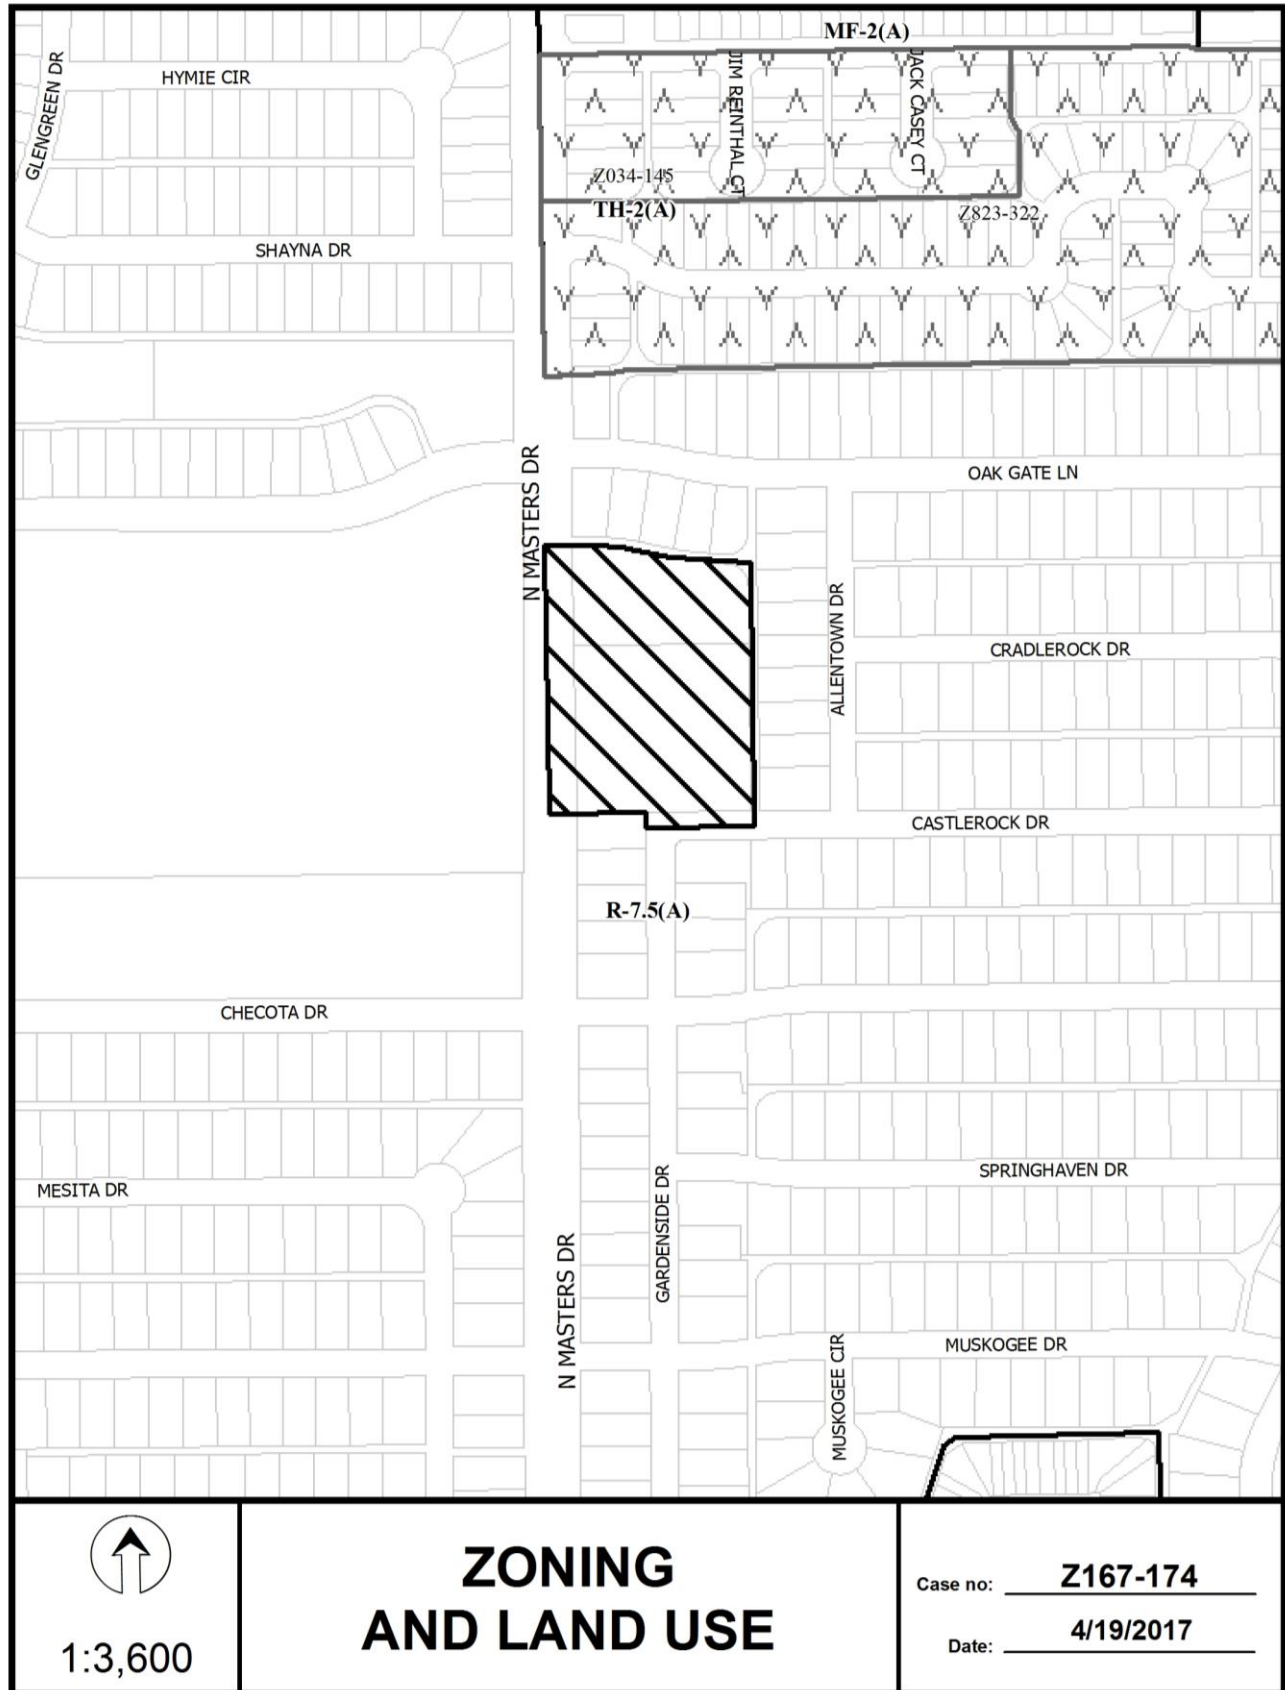 MF-2(A)
HYMIE CIR
GLENGREEN DR
JIM REINTHAL CT
JACK CASEY CT
Z034-145
TH-2(A)
Z823-322
SHAYNA DR
N MASTERS DR
OAK GATE LN
ALLENTOWN DR
CRADLEROCK DR
CASTLEROCK DR
R-7.5(A)
CHECOTA DR
SPRINGHAVEN DR
MESITA DR
GARDENSIDE DR
N MASTERS DR
MUSKOGEE CIR
MUSKOGEE DR
1:3,600
ZONING
AND LAND USE
Case no: Z167-174
Date: 4/19/2017